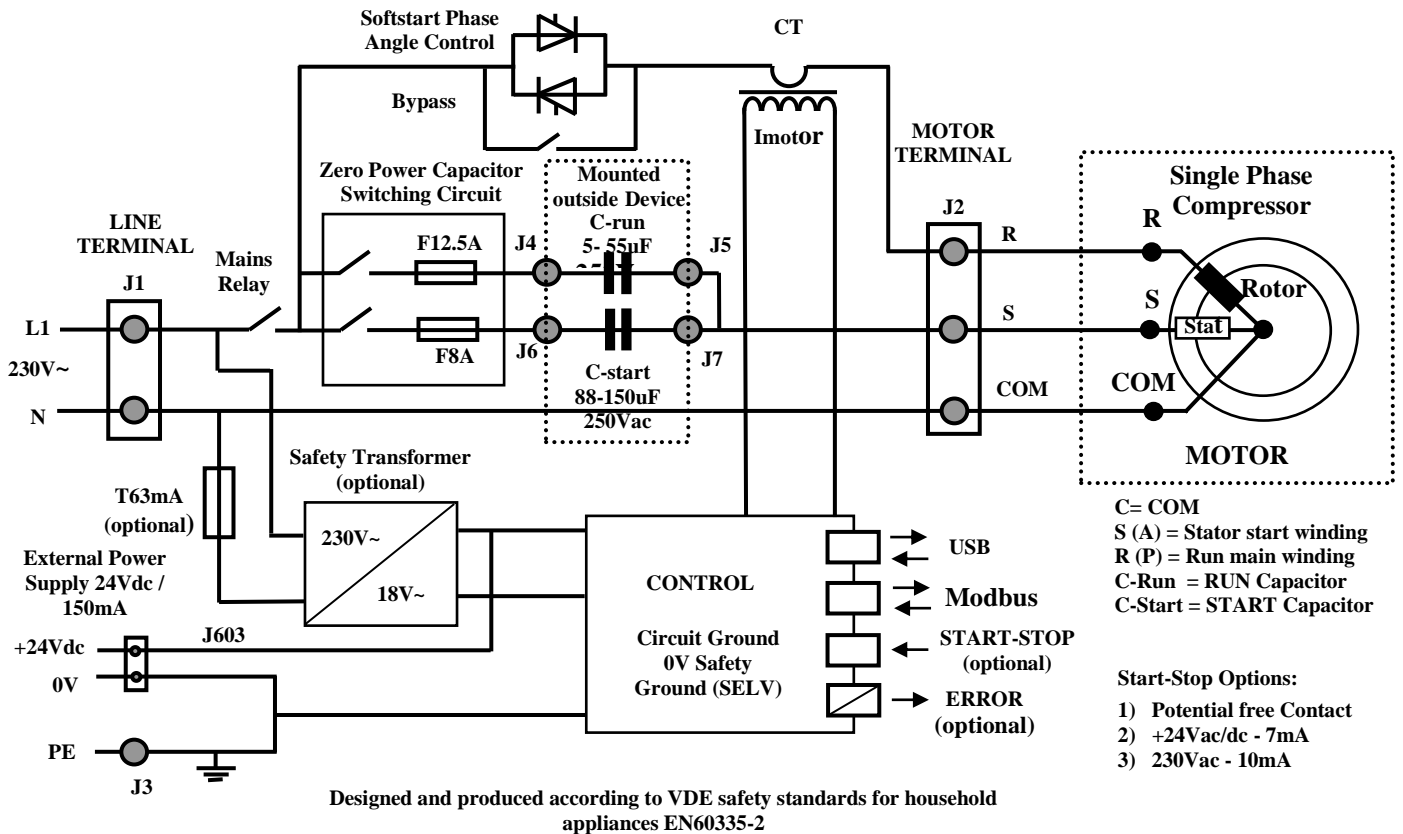 Softstart Phase
Angle Control
Bypass
CT
Imotor
MOTOR
TERMINAL
Zero Power Capacitor
Switching Circuit
Mounted
outside Device
C-run
5- 55uF
LINE
TERMINAL
J1
Mains
Relay
F12.5A
F8A
J4
J5
J6
J7
C-start
88-150uF
250Vac
L1
230V~
N
J2
R
S
COM
Single Phase
Compressor
R
S
COM
Rotor
Stat
MOTOR
T63mA
(optional)
Safety Transformer
(optional)
230V~
18V~
External Power
Supply 24Vdc /
150mA
+24Vdc
0V
J603
PE
J3
CONTROL
Circuit Ground
0V Safety
Ground (SELV)
USB
Modbus
START-STOP
(optional)
ERROR
(optional)
C= COM
S (A) = Stator start winding
R (P) = Run main winding
C-Run = RUN Capacitor
C-Start = START Capacitor
Start-Stop Options:
1) Potential free Contact
2) +24Vac/dc - 7mA
3) 230Vac - 10mA
Designed and produced according to VDE safety standards for household
appliances EN60335-2